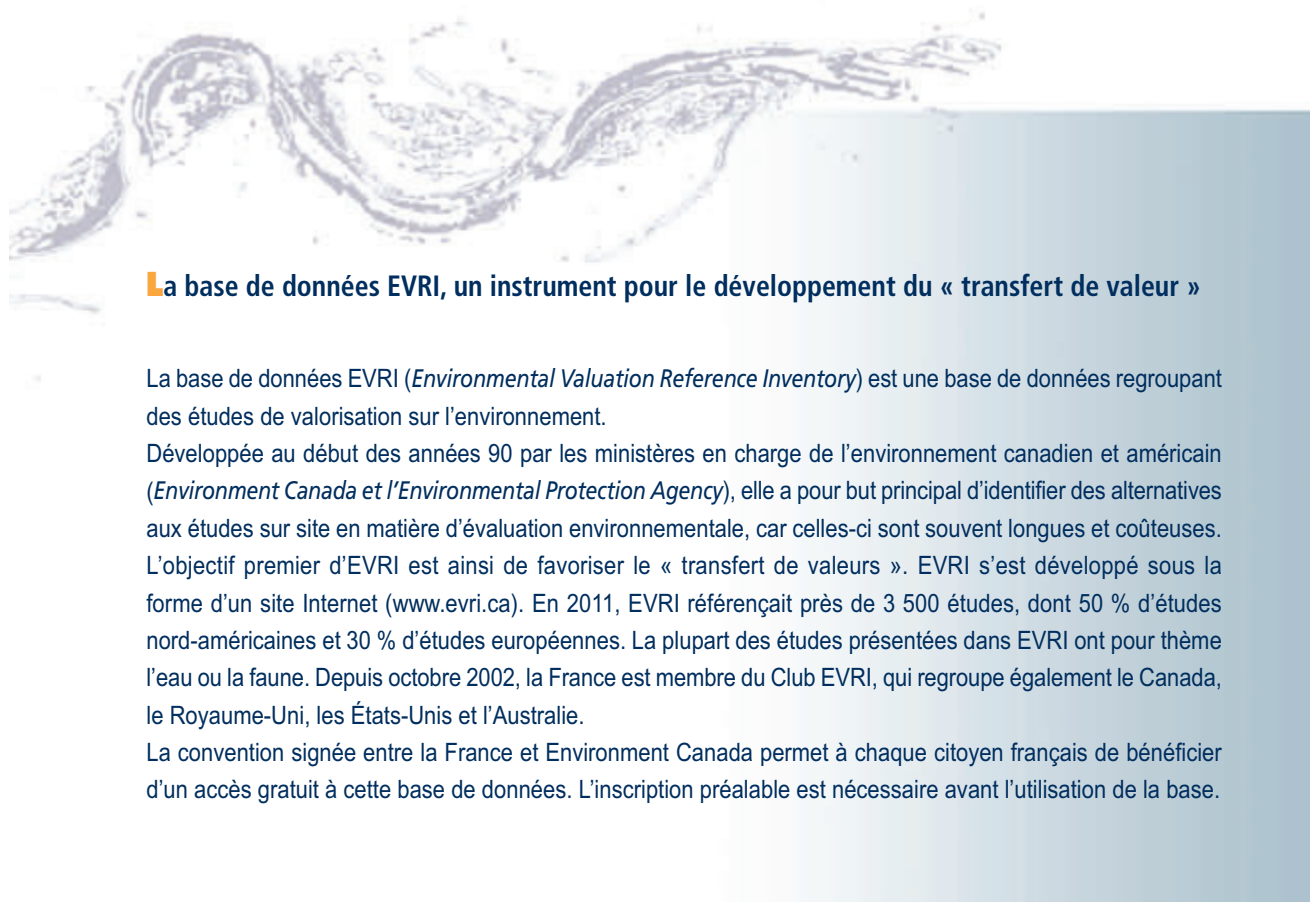 La base de données EVRI, un instrument pour le développement du « transfert de valeur »
La base de données EVRI (Environmental Valuation Reference Inventory) est une base de données regroupant
des études de valorisation sur l’environnement.
Développée au début des années 90 par les ministères en charge de l’environnement canadien et américain
(Environment Canada et l’Environmental Protection Agency), elle a pour but principal d’identifier des alternatives
aux études sur site en matière d’évaluation environnementale, car celles-ci sont souvent longues et coûteuses.
L’objectif premier d’EVRI est ainsi de favoriser le « transfert de valeurs ». EVRI s’est développé sous la
forme d’un site Internet (www.evri.ca). En 2011, EVRI référençait près de 3 500 études, dont 50 % d’études
nord-américaines et 30 % d’études européennes. La plupart des études présentées dans EVRI ont pour thème
l’eau ou la faune. Depuis octobre 2002, la France est membre du Club EVRI, qui regroupe également le Canada,
le Royaume-Uni, les États-Unis et l’Australie.
La convention signée entre la France et Environment Canada permet à chaque citoyen français de bénéficier
d’un accès gratuit à cette base de données. L’inscription préalable est nécessaire avant l’utilisation de la base.